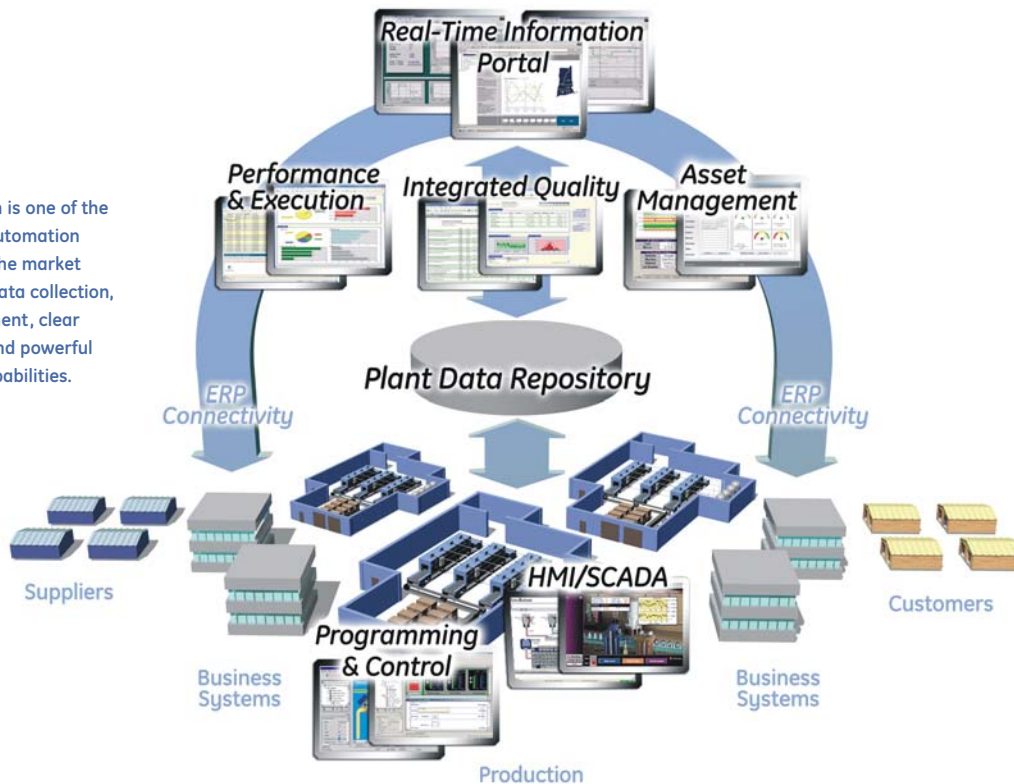 Real-Time Information
Portal
Performance
& Execution
Integrated Quality
Asset
Management
n is one of the
utomation
he market
ata collection,
ent, clear
nd powerful
abilities.
Plant Data Repository
ERP
Connectivity
ERP
Connectivity
Suppliers
Customers
HMI/SCADA
Programming
& Control
Business
Systems
Business
Systems
Production